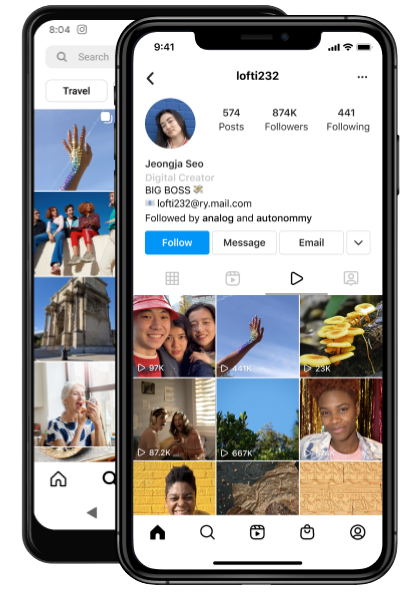 8:04
Search
Travel
9:41
lofti232
574 874K 441
Posts Followers Following
Jeongja Seo
Digital Creator
BIG BOSS 💸
📧 lofti232@ry.mail.com
Followed by analog and autonommy
Follow Message Email
97K 441K 23K
87.2K 667K